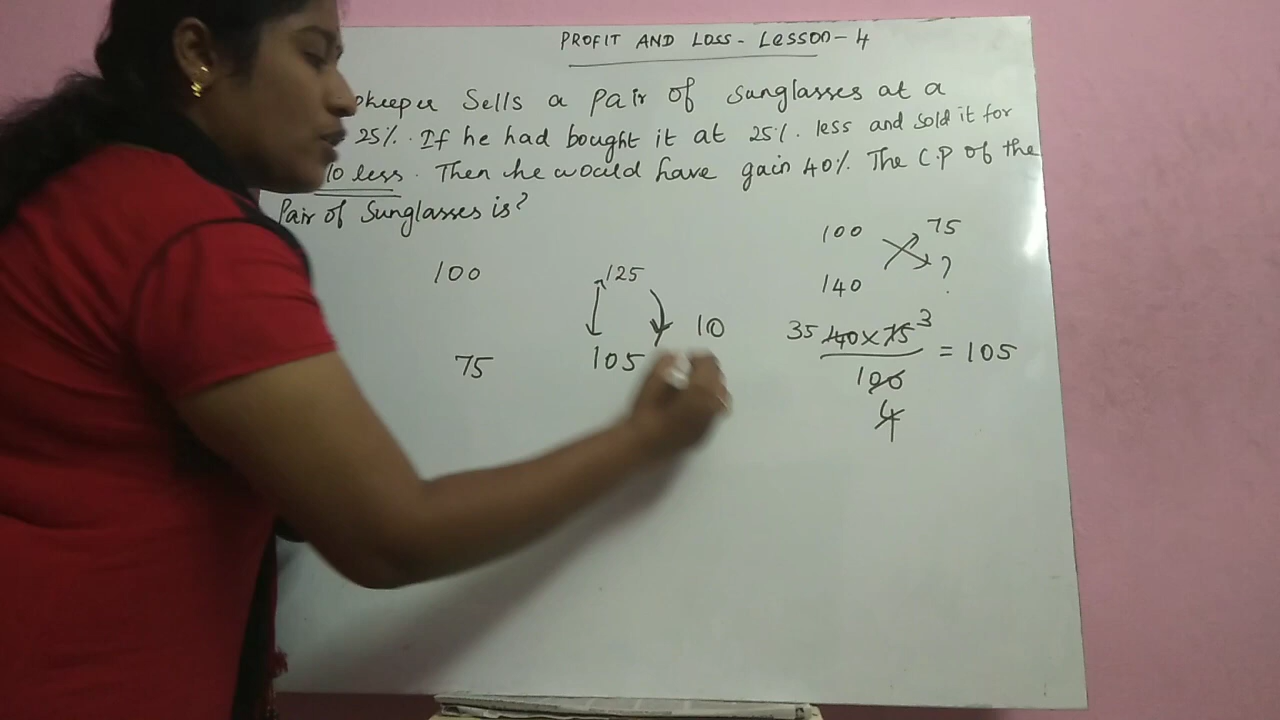 PROFIT AND LOSS - LESSON - 4
Sells a pair of sunglasses at a
25%. If he had bought it at 25%. less and sold it for
10 less. Then he would have gain 40%. The C.P of the
Pair of Sunglasses is?
100 75
140 ?
100 125
10
75 105
35 140 x 75 3
100 = 105
4